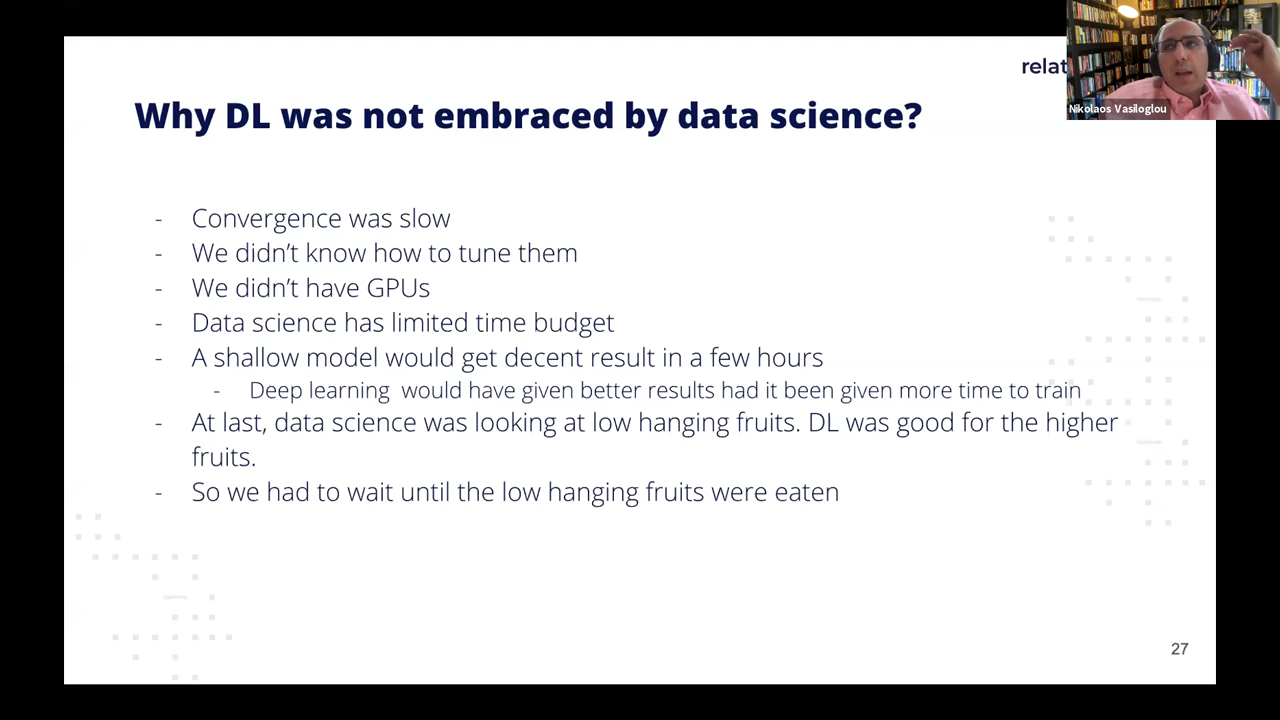 relat
Nikolaos Vasiloglou
Why DL was not embraced by data science?
- Convergence was slow
- We didn't know how to tune them
- We didn't have GPUs
- Data science has limited time budget
- A shallow model would get decent result in a few hours
- Deep learning would have given better results had it been given more time to train
- At last, data science was looking at low hanging fruits. DL was good for the higher
fruits.
- So we had to wait until the low hanging fruits were eaten
27